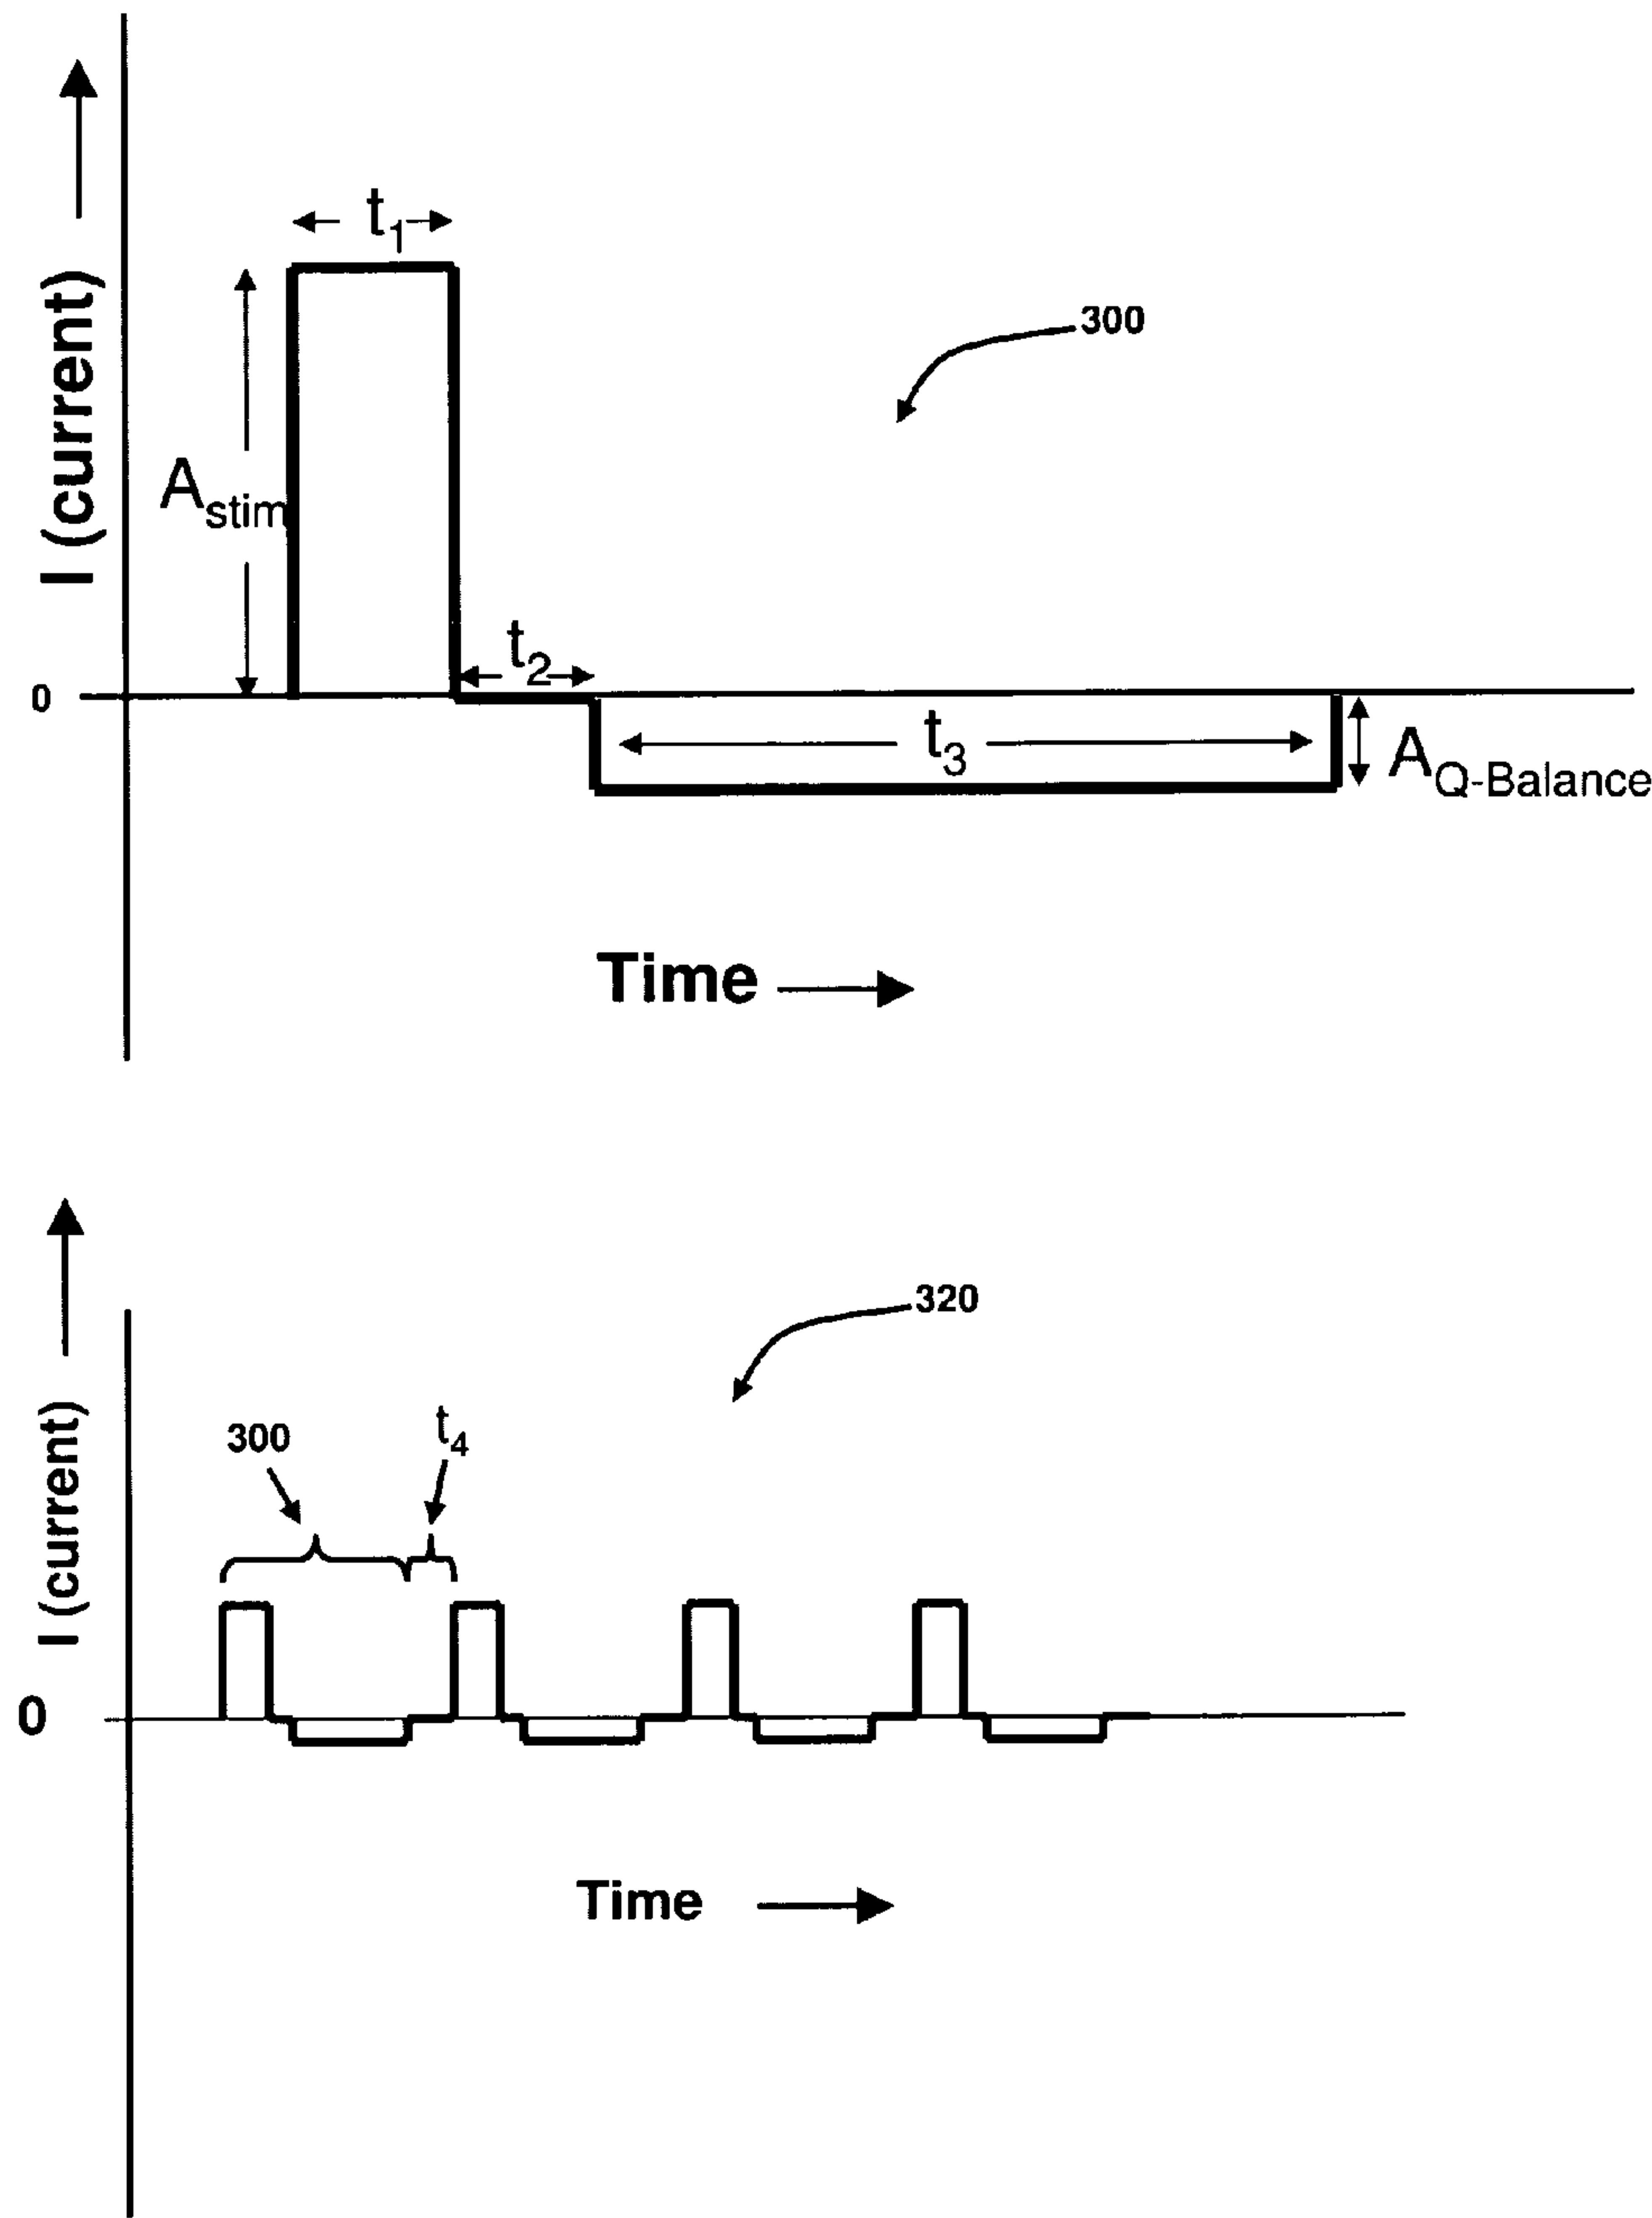 I (current)
t1
300
Astim
t2
0
t3
AQ-Balance
Time
I (current)
320
300
t4
0
Time